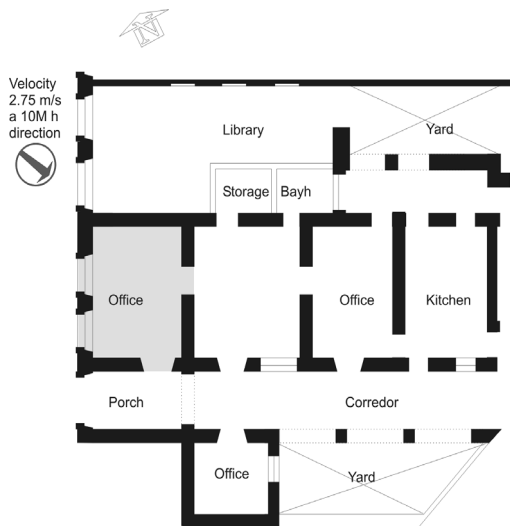 N
Velocity
2.75 m/s
a 10M h
direction
Library
Yard
Storage
Bayh
Office
Office
Kitchen
Porch
Corredor
Office
Yard